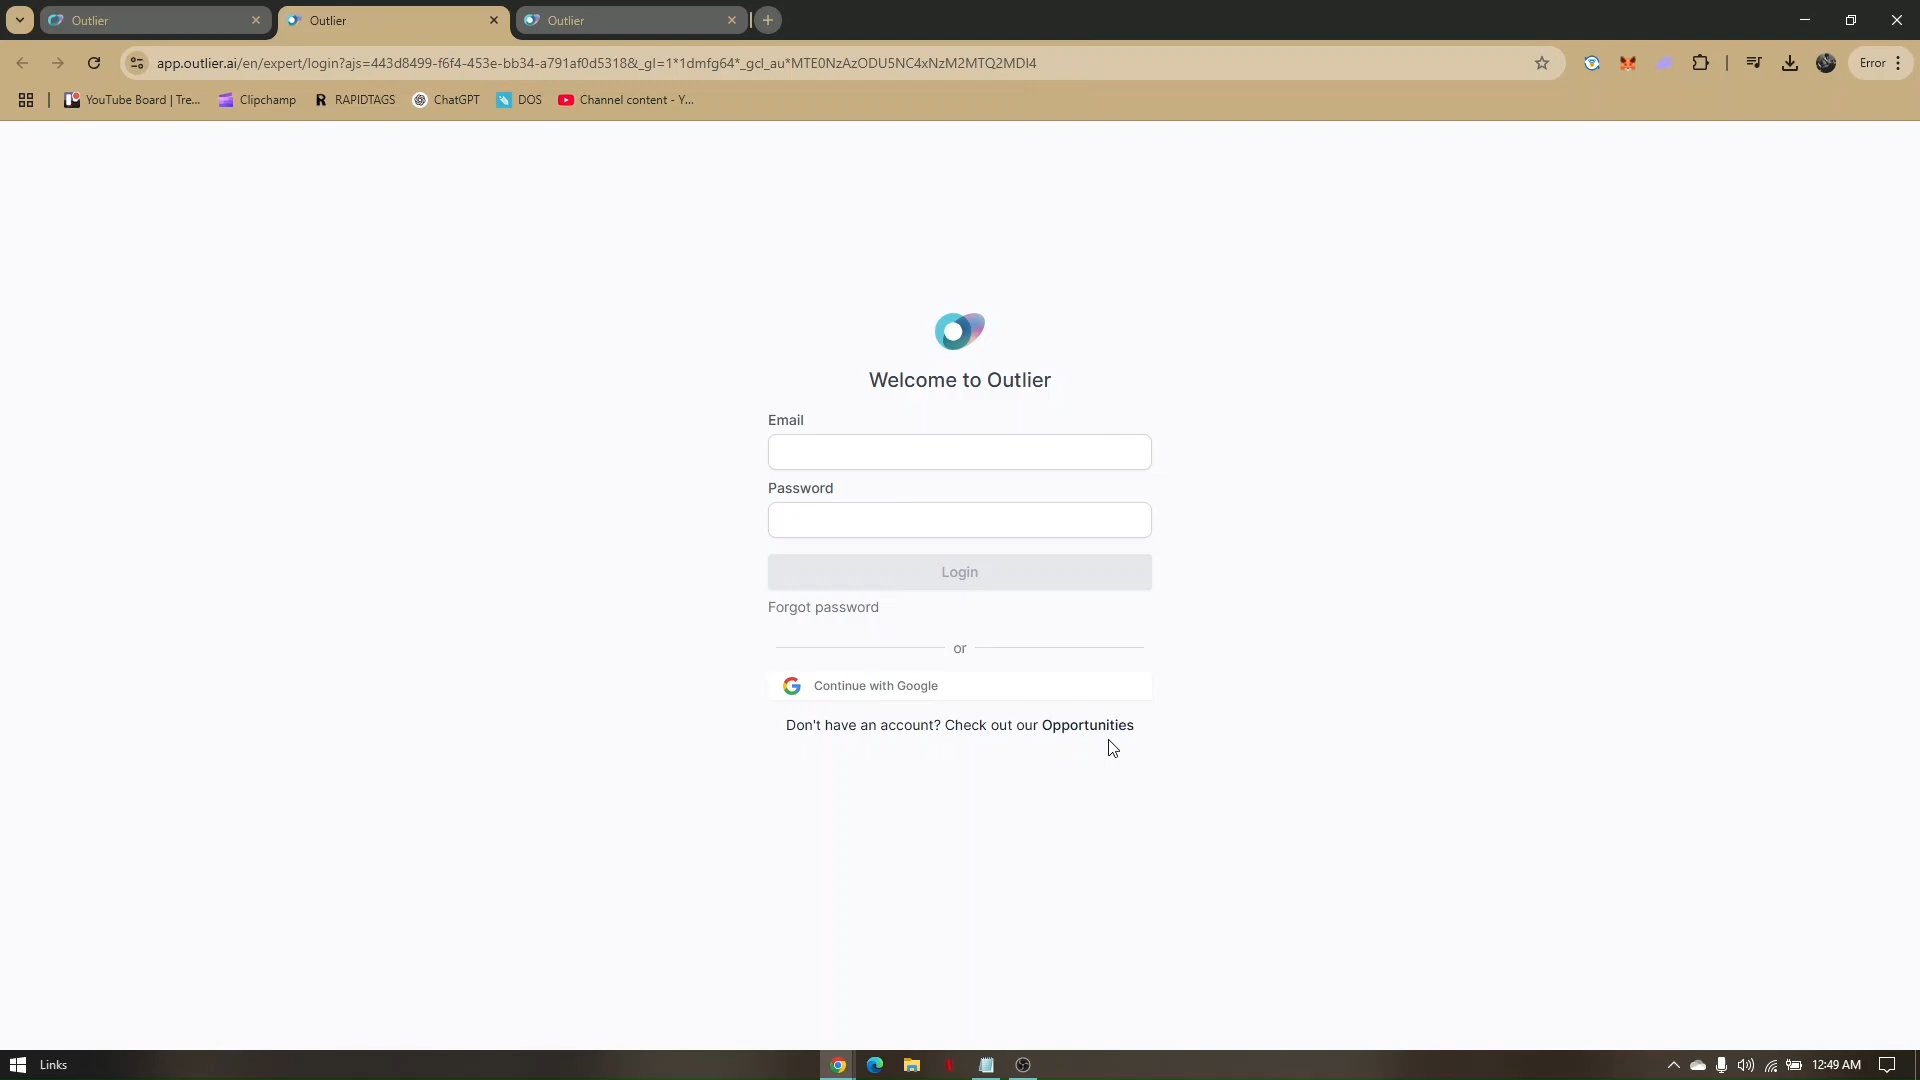 Outlier
Outlier
Outlier
app.outlier.ai/en/expert/login?ajs=443d8499-f6f4-453e-bb34-a791af0d5318&_gl=1*1dmfg64*_gcl_au*MTE0NzAzODU5NC4xNzM2MTQ2MDI4
Error
YouTube Board | Tre...
Clipchamp
RAPIDTAGS
ChatGPT
DOS
Channel content - Y...
Welcome to Outlier
Email
Password
Login
Forgot password
or
Continue with Google
Don't have an account? Check out our Opportunities
Links
12:49 AM